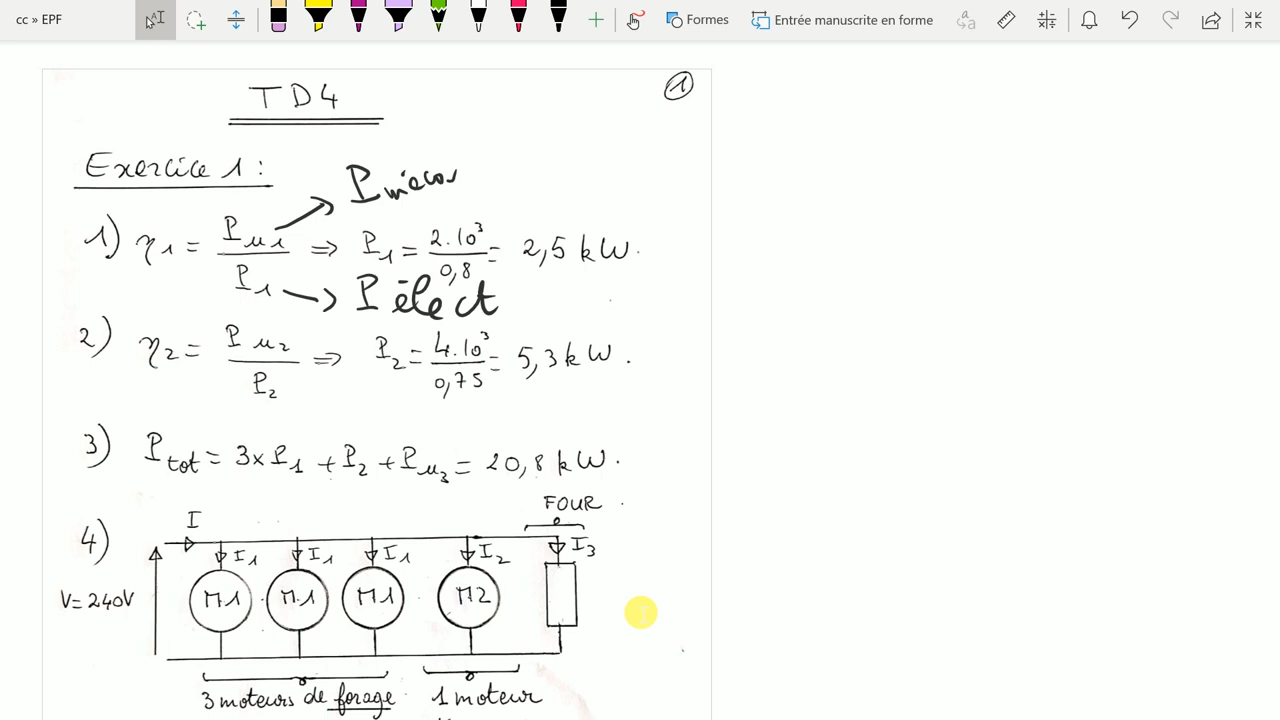 cc » EPF
Formes
Entrée manuscrite en forme
1
TD4
Exercice 1 :
P méca
1) η1 = Pu1 / P1 ⇒ P1 = 2.10³ / 0,8 = 2,5 kW.
P élect
2) η2 = Pu2 / P2 ⇒ P2 = 4.10³ / 0,75 = 5,3 kW.
3) Ptot = 3×P1 + P2 + Pu3 = 20,8 kW.
FOUR
4) I
I1 I1 I1 I2 I3
V=240V M1 M1 M1 M2
3 moteurs de forage 1 moteur